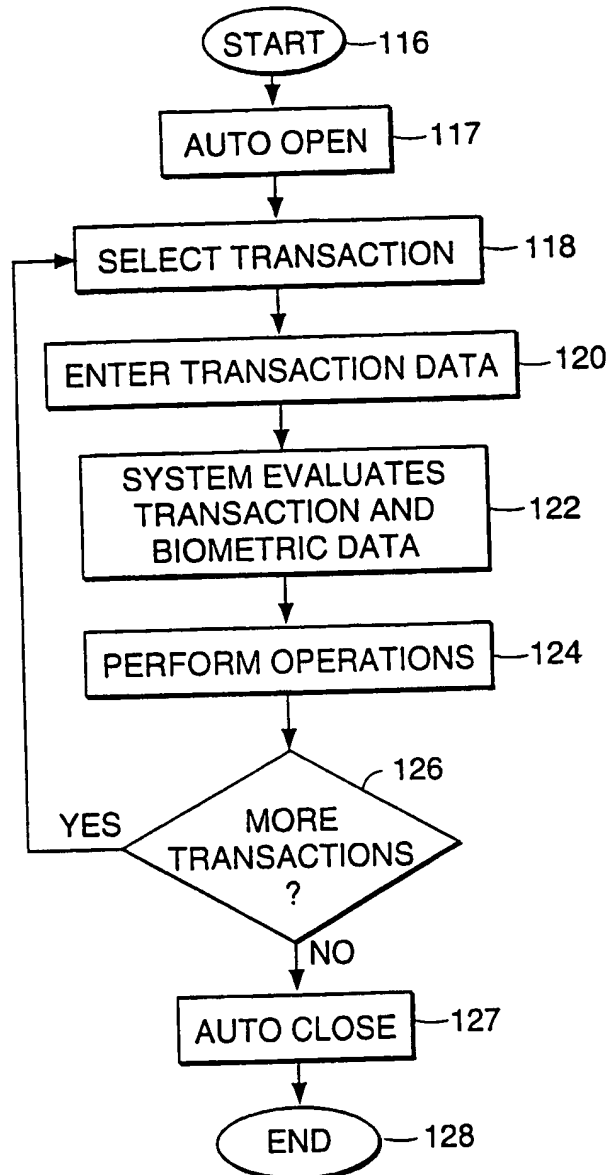 START 116
AUTO OPEN 117
SELECT TRANSACTION 118
ENTER TRANSACTION DATA 120
SYSTEM EVALUATES
TRANSACTION AND 122
BIOMETRIC DATA
PERFORM OPERATIONS 124
126
YES
MORE
TRANSACTIONS
?
NO
AUTO CLOSE 127
END 128